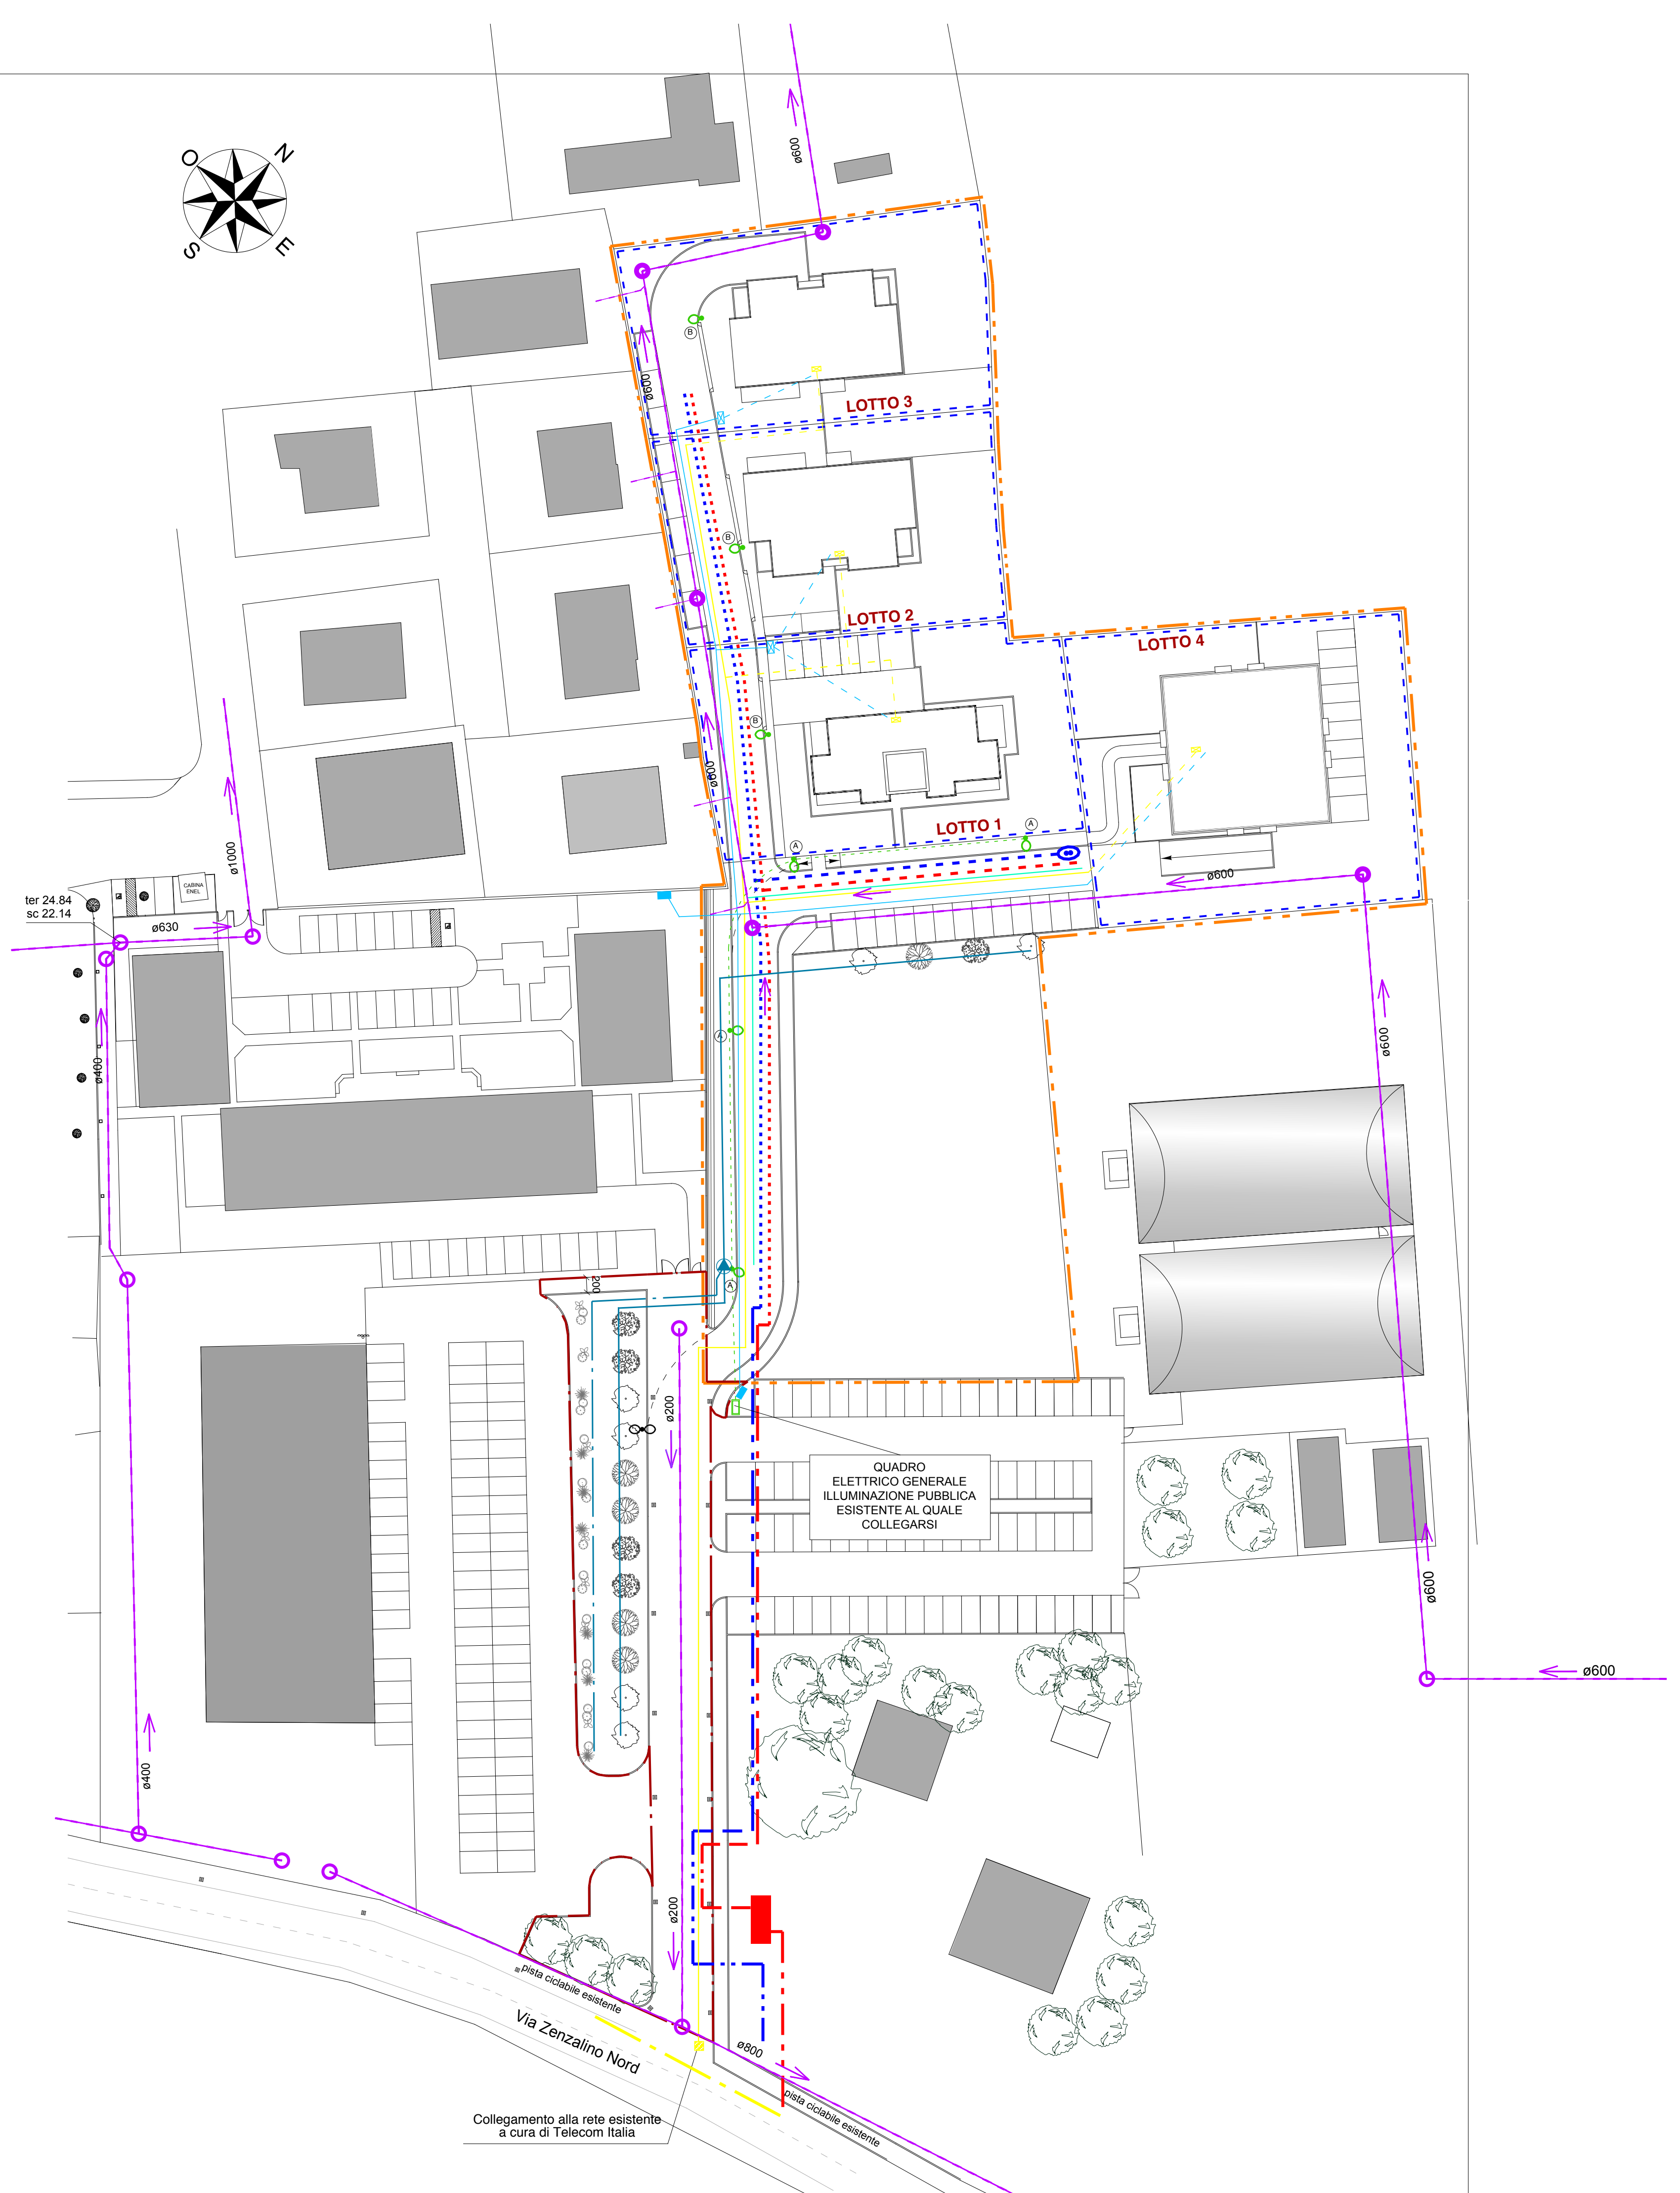 ø600
O
N
S
E
B
ø600
LOTTO 3
B
LOTTO 2
LOTTO 4
B
ø600
ø1000
A
LOTTO 1
A
ø600
CABINA
ENEL
ter 24.84
sc 22.14
ø630
A
ø400
ø600
200
A
ø200
QUADRO
ELETTRICO GENERALE
ILLUMINAZIONE PUBBLICA
ESISTENTE AL QUALE
COLLEGARSI
ø600
ø600
ø400
ø200
pista ciclabile esistente
Via Zenzalino Nord
ø800
pista ciclabile esistente
Collegamento alla rete esistente
a cura di Telecom Italia